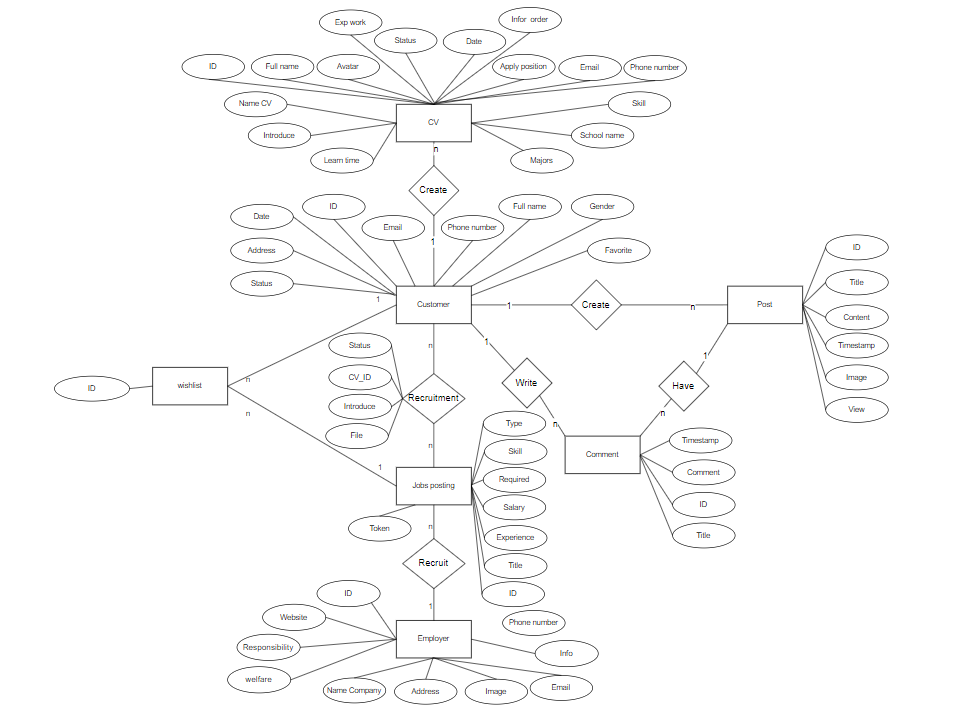 Exp work
Infor order
Status
Date
ID
Full name
Avatar
Apply position
Email
Phone number
Name CV
Skill
CV
Introduce
School name
Learn time
Majors
n
Create
1
ID
Full name
Gender
Date
Email
Phone number
Address
Favorite
Status
1
Customer
1
Create
n
Post
ID
Title
Content
Timestamp
Image
View
Status
n
1
1
wishlist
ID
n
n
CV_ID
Recruitment
Introduce
File
Write
n
Have
n
Type
Skill
Required
Salary
Experience
Title
ID
Comment
Timestamp
Comment
ID
Title
n
1
Jobs posting
Token
n
Recruit
1
ID
Website
Responsibility
welfare
Employer
Phone number
Info
Name Company
Address
Image
Email